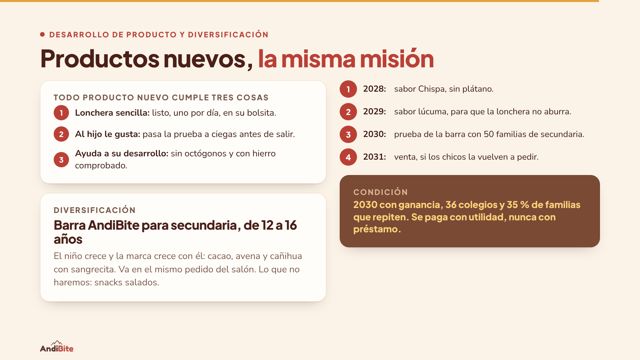 DESARROLLO DE PRODUCTO Y DIVERSIFICACIÓN
Productos nuevos, la misma misión
TODO PRODUCTO NUEVO CUMPLE TRES COSAS
1 Lonchera sencilla: listo, uno por día, en su bolsita.
2 Al hijo le gusta: pasa la prueba a ciegas antes de salir.
3 Ayuda a su desarrollo: sin octógonos y con hierro
comprobado.
DIVERSIFICACIÓN
Barra AndiBite para secundaria, de 12 a 16
años
El niño crece y la marca crece con él: cacao, avena y cañihua
con sangrecita. Va en el mismo pedido del salón. Lo que no
haremos: snacks salados.
1 2028: sabor Chispa, sin plátano.
2 2029: sabor lúcuma, para que la lonchera no aburra.
3 2030: prueba de la barra con 50 familias de secundaria.
4 2031: venta, si los chicos la vuelven a pedir.
CONDICIÓN
2030 con ganancia, 36 colegios y 35 % de familias
que repiten. Se paga con utilidad, nunca con
préstamo.
AndiBite